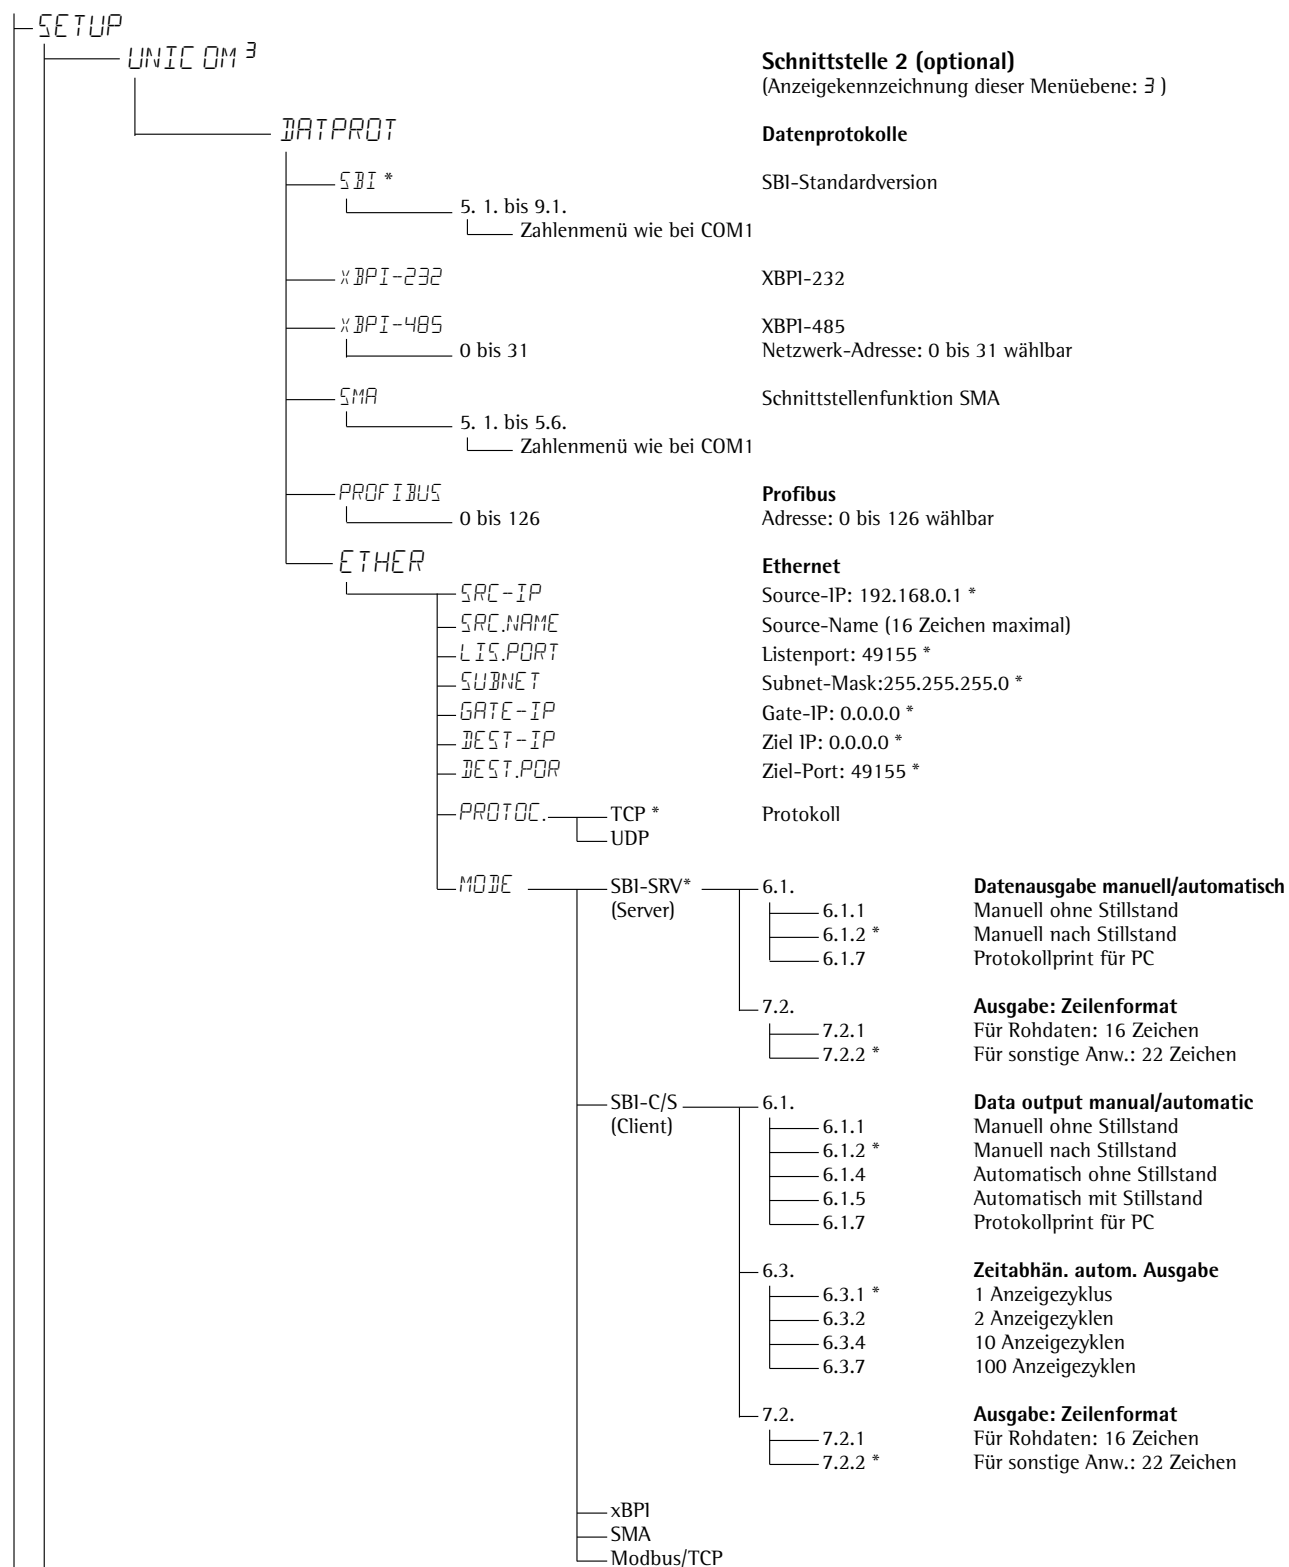 SETUP
UNICOM 3 Schnittstelle 2 (optional)
(Anzeigekennzeichnung dieser Menüebene: 3 )
DATPROT Datenprotokolle
SBI * SBI-Standardversion
5. 1. bis 9.1.
Zahlenmenü wie bei COM1
XBPI-232 XBPI-232
XBPI-485 XBPI-485
0 bis 31 Netzwerk-Adresse: 0 bis 31 wählbar
SMA Schnittstellenfunktion SMA
5. 1. bis 5.6.
Zahlenmenü wie bei COM1
PROFIBUS Profibus
0 bis 126 Adresse: 0 bis 126 wählbar
ETHER Ethernet
SRC-IP Source-IP: 192.168.0.1 *
SRC.NAME Source-Name (16 Zeichen maximal)
LIS.PORT Listenport: 49155 *
SUBNET Subnet-Mask:255.255.255.0 *
GATE-IP Gate-IP: 0.0.0.0 *
DEST-IP Ziel IP: 0.0.0.0 *
DEST.POR Ziel-Port: 49155 *
PROTOC. TCP * Protokoll
UDP
MODE SBI-SRV* 6.1. Datenausgabe manuell/automatisch
(Server) 6.1.1 Manuell ohne Stillstand
6.1.2 * Manuell nach Stillstand
6.1.7 Protokollprint für PC
7.2. Ausgabe: Zeilenformat
7.2.1 Für Rohdaten: 16 Zeichen
7.2.2 * Für sonstige Anw.: 22 Zeichen
SBI-C/S 6.1. Data output manual/automatic
(Client) 6.1.1 Manuell ohne Stillstand
6.1.2 * Manuell nach Stillstand
6.1.4 Automatisch ohne Stillstand
6.1.5 Automatisch mit Stillstand
6.1.7 Protokollprint für PC
6.3. Zeitabhän. autom. Ausgabe
6.3.1 * 1 Anzeigezyklus
6.3.2 2 Anzeigezyklen
6.3.4 10 Anzeigezyklen
6.3.7 100 Anzeigezyklen
7.2. Ausgabe: Zeilenformat
7.2.1 Für Rohdaten: 16 Zeichen
7.2.2 * Für sonstige Anw.: 22 Zeichen
xBPI
SMA
Modbus/TCP